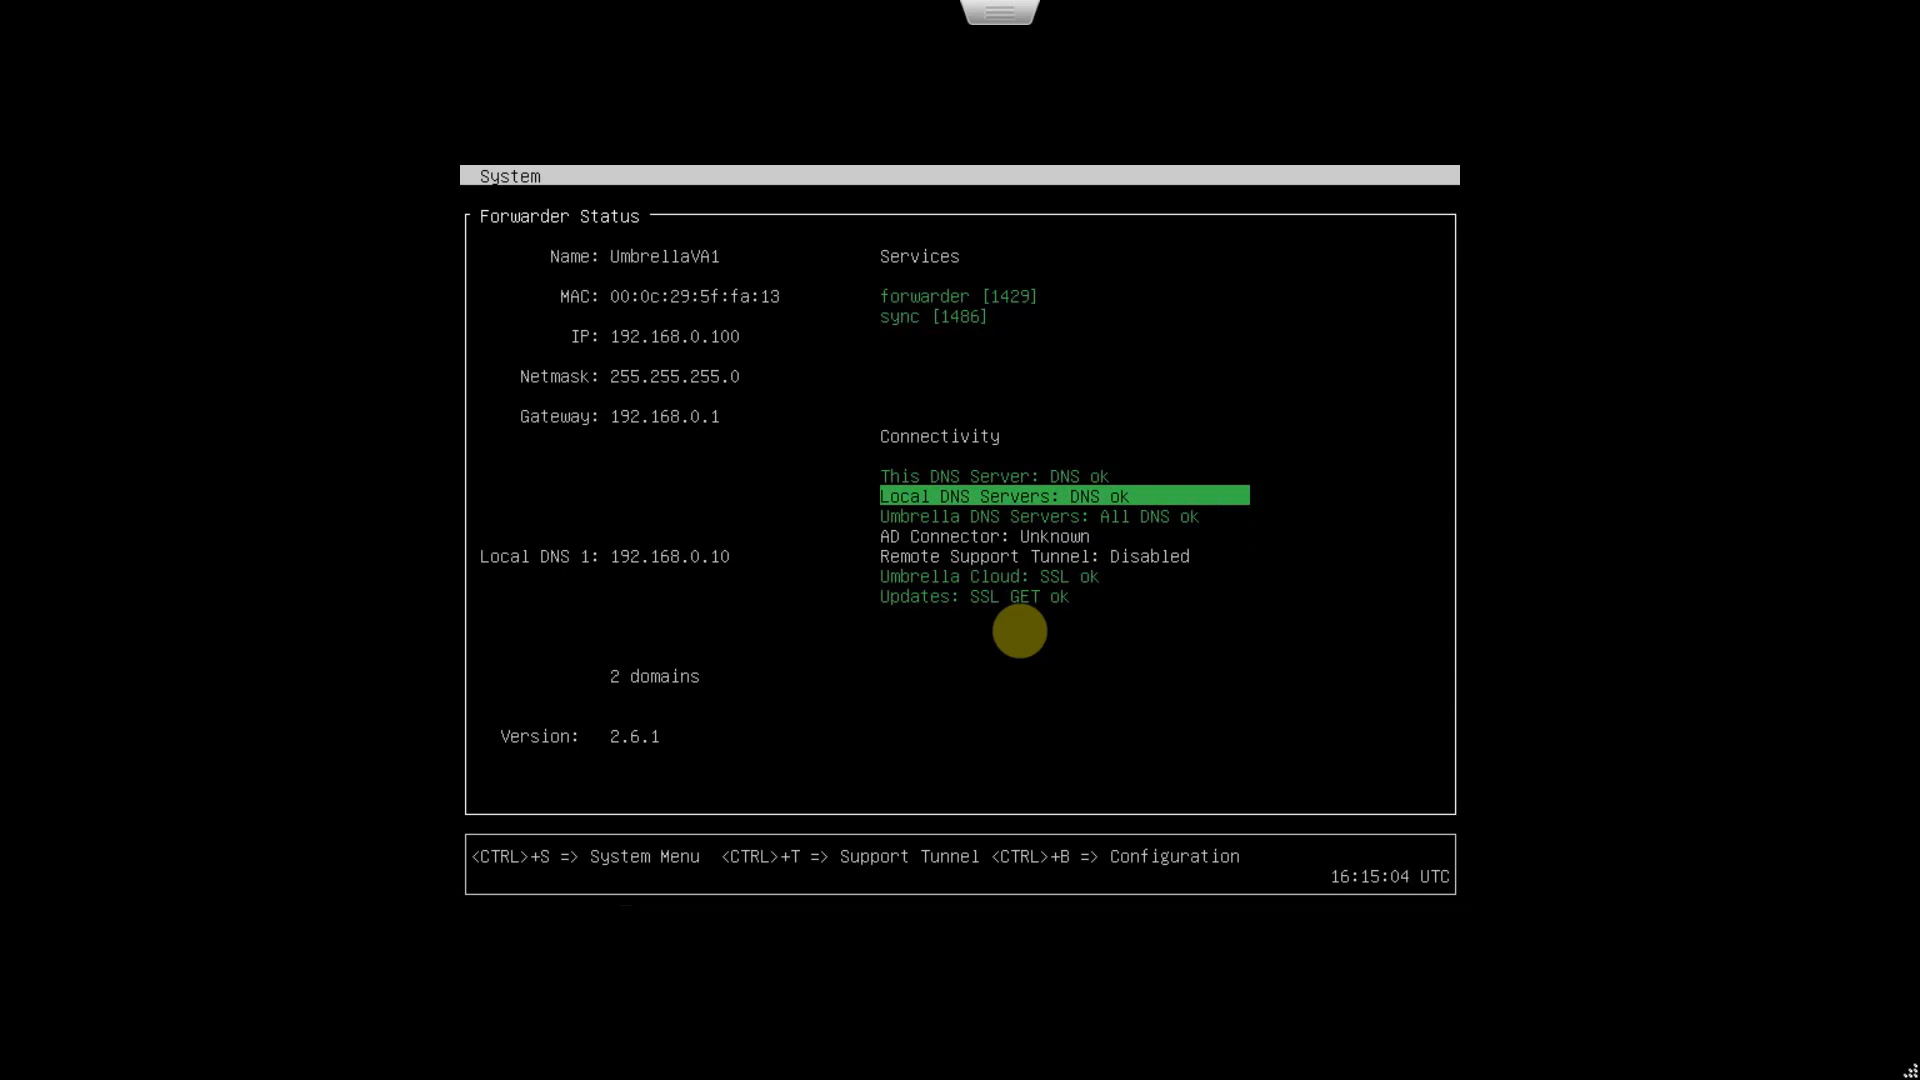 System
Forwarder Status
Name: UmbrellaVA1
MAC: 00:0c:29:5f:fa:13
IP: 192.168.0.100
Netmask: 255.255.255.0
Gateway: 192.168.0.1
Local DNS 1: 192.168.0.10
2 domains
Version: 2.6.1
Services
forwarder [1429]
sync [1486]
Connectivity
This DNS Server: DNS ok
Local DNS Servers: DNS ok
Umbrella DNS Servers: All DNS ok
AD Connector: Unknown
Remote Support Tunnel: Disabled
Umbrella Cloud: SSL ok
Updates: SSL GET ok
<CTRL>+S => System Menu <CTRL>+T => Support Tunnel <CTRL>+B => Configuration
16:15:04 UTC